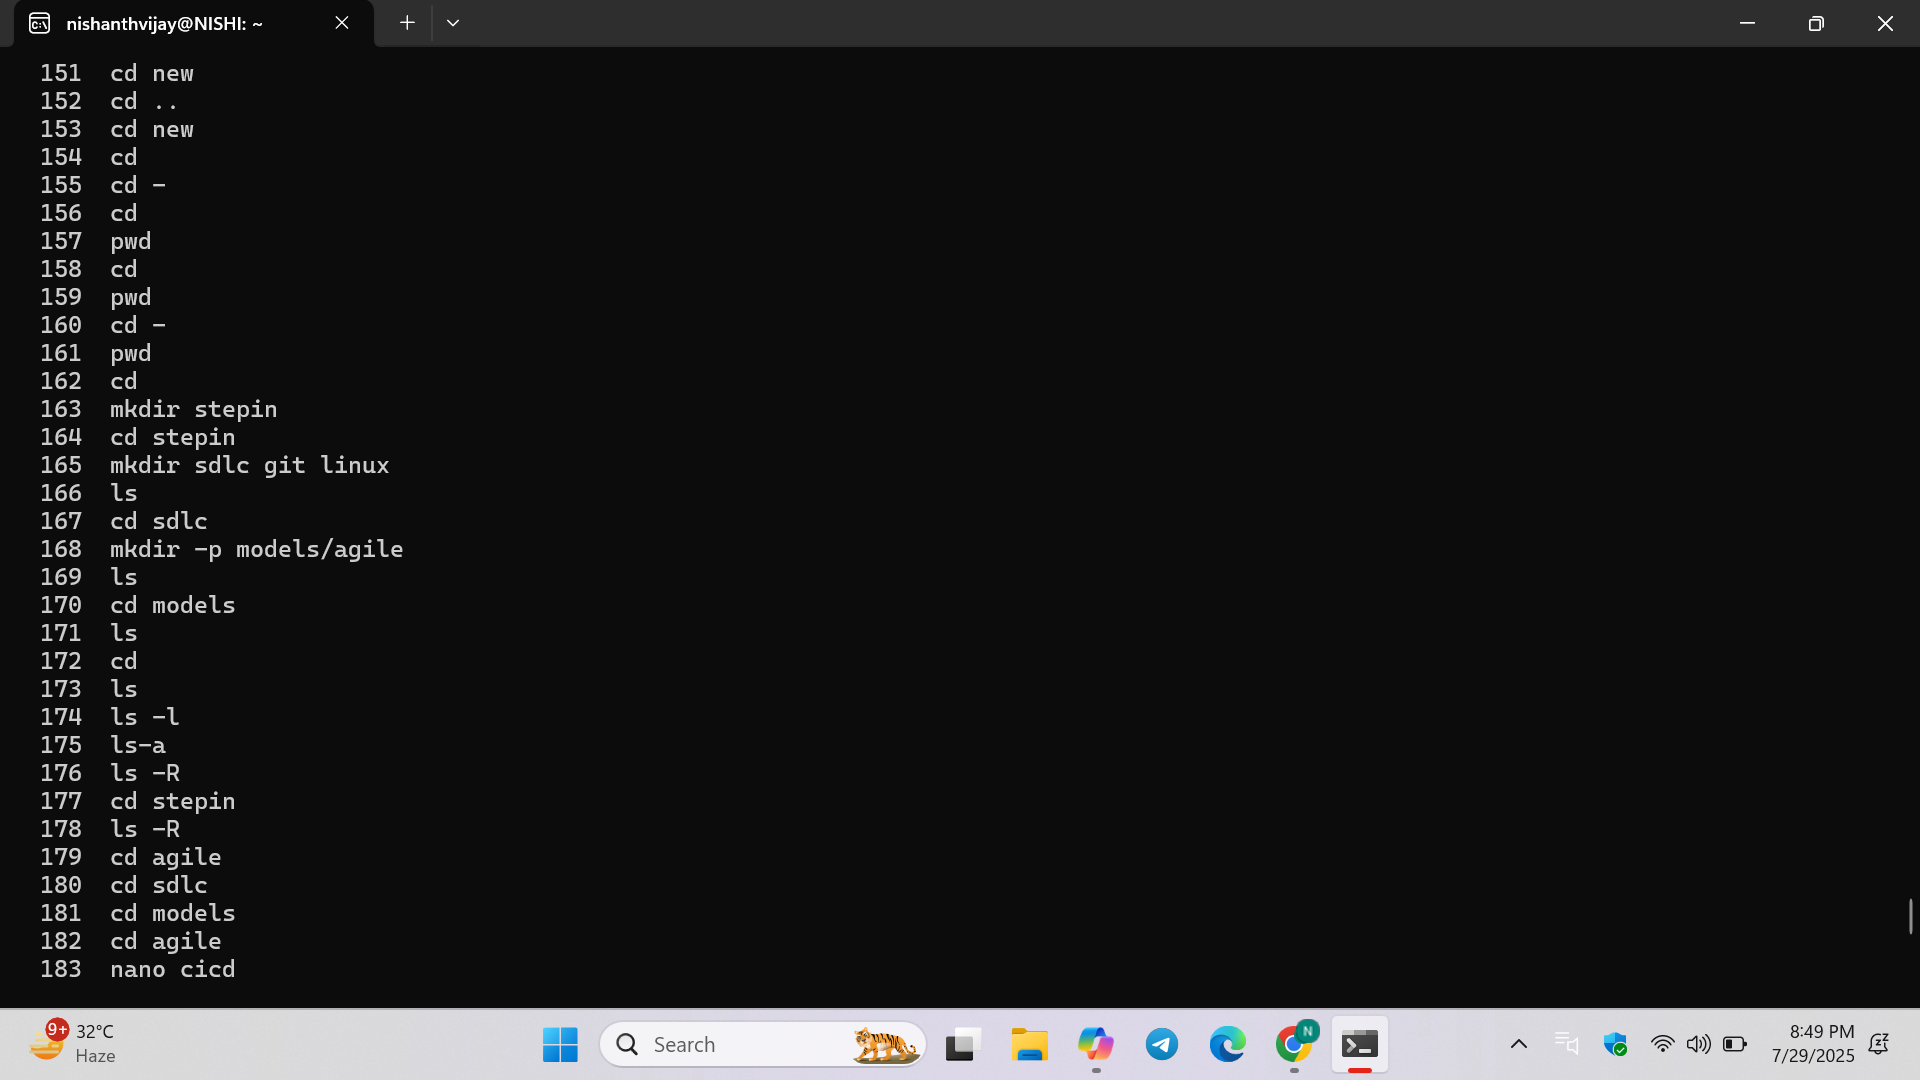 nishanthvijay@NISHI: ~
151 cd new
152 cd ..
153 cd new
154 cd
155 cd -
156 cd
157 pwd
158 cd
159 pwd
160 cd -
161 pwd
162 cd
163 mkdir stepin
164 cd stepin
165 mkdir sdlc git linux
166 ls
167 cd sdlc
168 mkdir -p models/agile
169 ls
170 cd models
171 ls
172 cd
173 ls
174 ls -l
175 ls-a
176 ls -R
177 cd stepin
178 ls -R
179 cd agile
180 cd sdlc
181 cd models
182 cd agile
183 nano cicd
9+ 32°C
Haze
Search
N
8:49 PM
7/29/2025